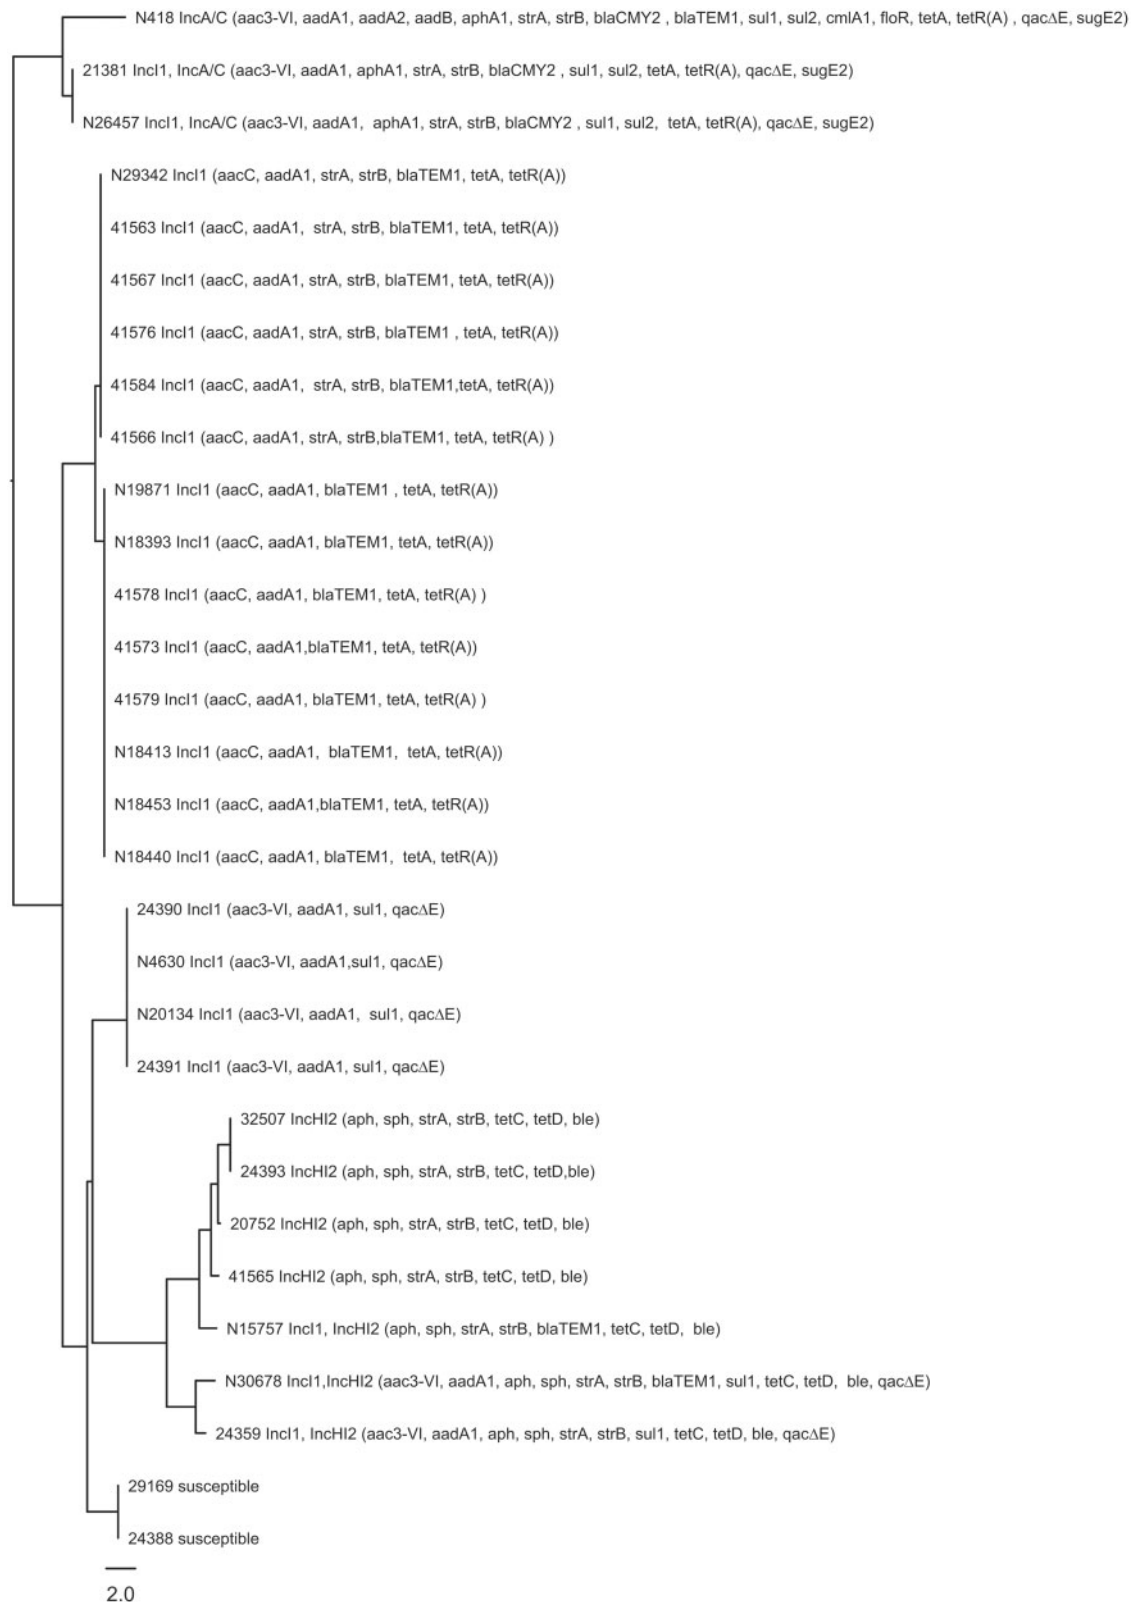 N418 IncA/C (aac3-VI, aadA1, aadA2, aadB, aphA1, strA, strB, blaCMY2 , blaTEM1, sul1, sul2, cmlA1, floR, tetA, tetR(A) , qac∆E, sugE2)
21381 IncI1, IncA/C (aac3-VI, aadA1, aphA1, strA, strB, blaCMY2 , sul1, sul2, tetA, tetR(A), qac∆E, sugE2)
N26457 IncI1, IncA/C (aac3-VI, aadA1,  aphA1, strA, strB, blaCMY2 , sul1, sul2,  tetA, tetR(A), qac∆E, sugE2)
N29342 IncI1 (aacC, aadA1, strA, strB, blaTEM1, tetA, tetR(A))
41563 IncI1 (aacC, aadA1,  strA, strB, blaTEM1, tetA, tetR(A))
41567 IncI1 (aacC, aadA1, strA, strB, blaTEM1, tetA, tetR(A))
41576 IncI1 (aacC, aadA1, strA, strB, blaTEM1 , tetA, tetR(A))
41584 IncI1 (aacC, aadA1,  strA, strB, blaTEM1,tetA, tetR(A))
41566 IncI1 (aacC, aadA1, strA, strB,blaTEM1, tetA, tetR(A) )
N19871 IncI1 (aacC, aadA1, blaTEM1 , tetA, tetR(A))
N18393 IncI1 (aacC, aadA1, blaTEM1, tetA, tetR(A))
41578 IncI1 (aacC, aadA1, blaTEM1, tetA, tetR(A) )
41573 IncI1 (aacC, aadA1,blaTEM1, tetA, tetR(A))
41579 IncI1 (aacC, aadA1, blaTEM1, tetA, tetR(A) )
N18413 IncI1 (aacC, aadA1,  blaTEM1,  tetA, tetR(A))
N18453 IncI1 (aacC, aadA1,blaTEM1, tetA, tetR(A))
N18440 IncI1 (aacC, aadA1, blaTEM1,  tetA, tetR(A))
24390 IncI1 (aac3-VI, aadA1, sul1, qac∆E)
N4630 IncI1 (aac3-VI, aadA1,sul1, qac∆E)
N20134 IncI1 (aac3-VI, aadA1,  sul1, qac∆E)
24391 IncI1 (aac3-VI, aadA1, sul1, qac∆E)
32507 IncHI2 (aph, sph, strA, strB, tetC, tetD, ble)
24393 IncHI2 (aph, sph, strA, strB, tetC, tetD,ble)
20752 IncHI2 (aph, sph, strA, strB, tetC, tetD, ble)
41565 IncHI2 (aph, sph, strA, strB, tetC, tetD, ble)
N15757 IncI1, IncHI2 (aph, sph, strA, strB, blaTEM1, tetC, tetD,  ble)
N30678 IncI1,IncHI2 (aac3-VI, aadA1, aph, sph, strA, strB, blaTEM1, sul1, tetC, tetD,  ble, qac∆E)
24359 IncI1, IncHI2 (aac3-VI, aadA1, aph, sph, strA, strB, sul1, tetC, tetD, ble, qac∆E)
29169 susceptible
24388 susceptible
2.0